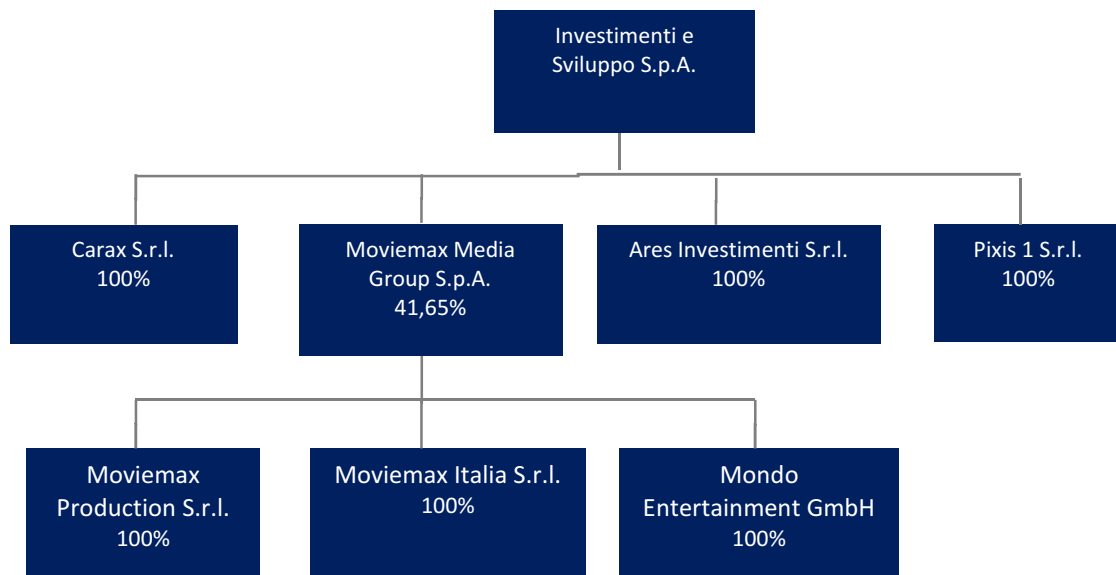 Investimenti e
Sviluppo S.p.A.
Carax S.r.l.
100%
Moviemax Media
Group S.p.A.
41,65%
Ares Investimenti S.r.l.
100%
Pixis 1 S.r.l.
100%
Moviemax
Production S.r.l.
100%
Moviemax Italia S.r.l.
100%
Mondo
Entertainment GmbH
100%